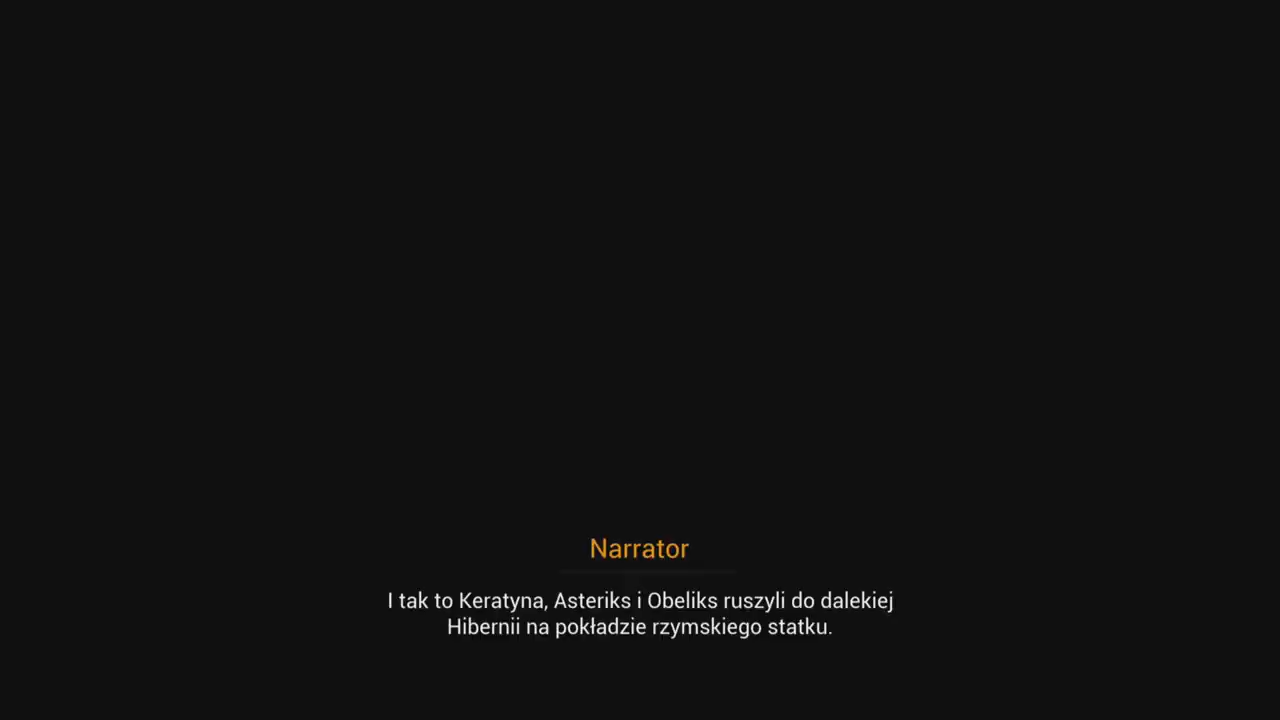 Narrator
I tak to Keratyna, Asteriks i Obeliks ruszyli do dalekiej
Hibernii na pokładzie rzymskiego statku.